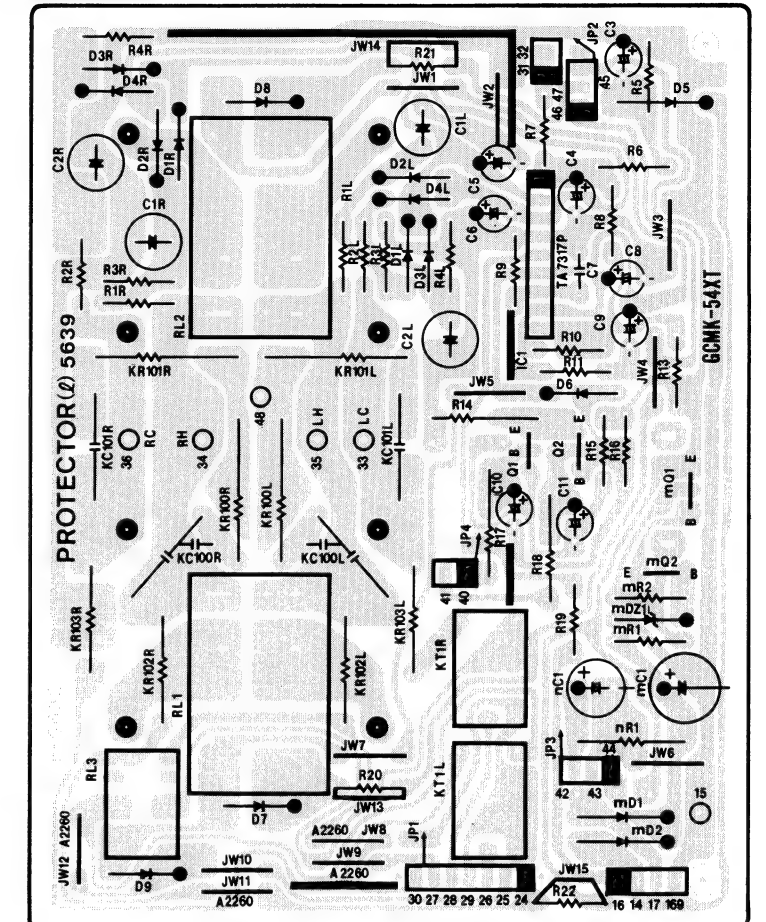 R4R
D3R
D4R
C2R
D2R
D1R
C1R
R2R
R3R
R1R
D8
RL2
JW14
R21
JW1
C1L
JW2
D2L
R1L
D4L
R2L
R3L
D1L
D3L
R4L
C2L
C5
C6
31 32
JP2
46 47
45
C3
R5
D5
R7
C4
R6
R8
JW3
TA7317P
C7
C8
R9
C9
IC1
R10
R11
D6
JW4
R13
GCMK-54XT
PROTECTOR(ℓ) 5639
KR101R
KR101L
48
KC101R
36
RC
RH
34
35
LH
33
LC
KC101L
KR100R
KR100L
KC100R
KC100L
JW5
R14
E
B
Q1
C10
E
Q2
B
R15
R16
C11
mQ1
E
B
R17
JP4
41
40
R18
mQ2
E
B
mR2
mDZ1
mR1
R19
KR103R
KR102R
RL1
KR102L
KR103L
KT1R
nC1
mC1
nR1
JP3
44
42
43
JW6
RL3
JW7
R20
JW13
KT1L
D7
mD1
mD2
15
JW12 A2260
D9
JW10
JW11
A2260
A2260
JW8
JW9
A2260
JP1
30 27 28 29 26 25 24
JW15
R22
16 14 17 169